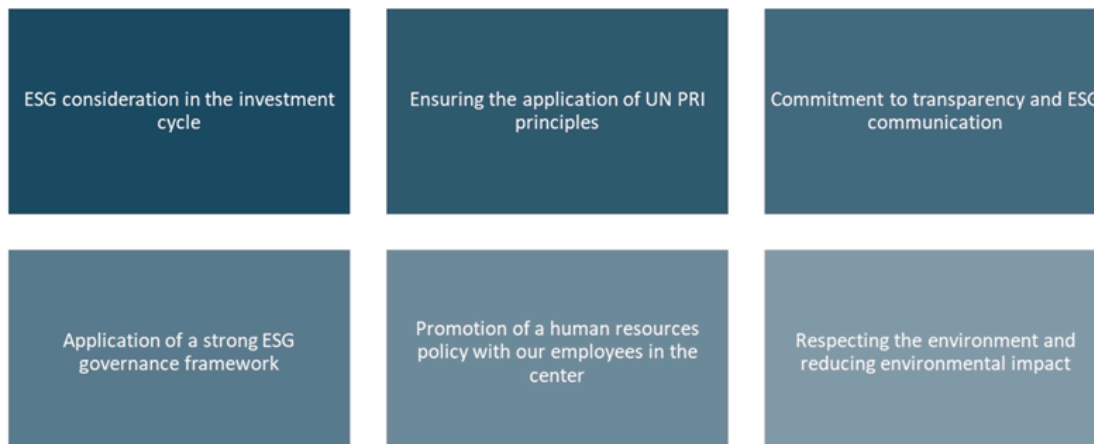 ESG consideration in the investment
cycle
Ensuring the application of UN PRI
principles
Commitment to transparency and ESG
communication
Application of a strong ESG
governance framework
Promotion of a human resources
policy with our employees in the
center
Respecting the environment and
reducing environmental impact